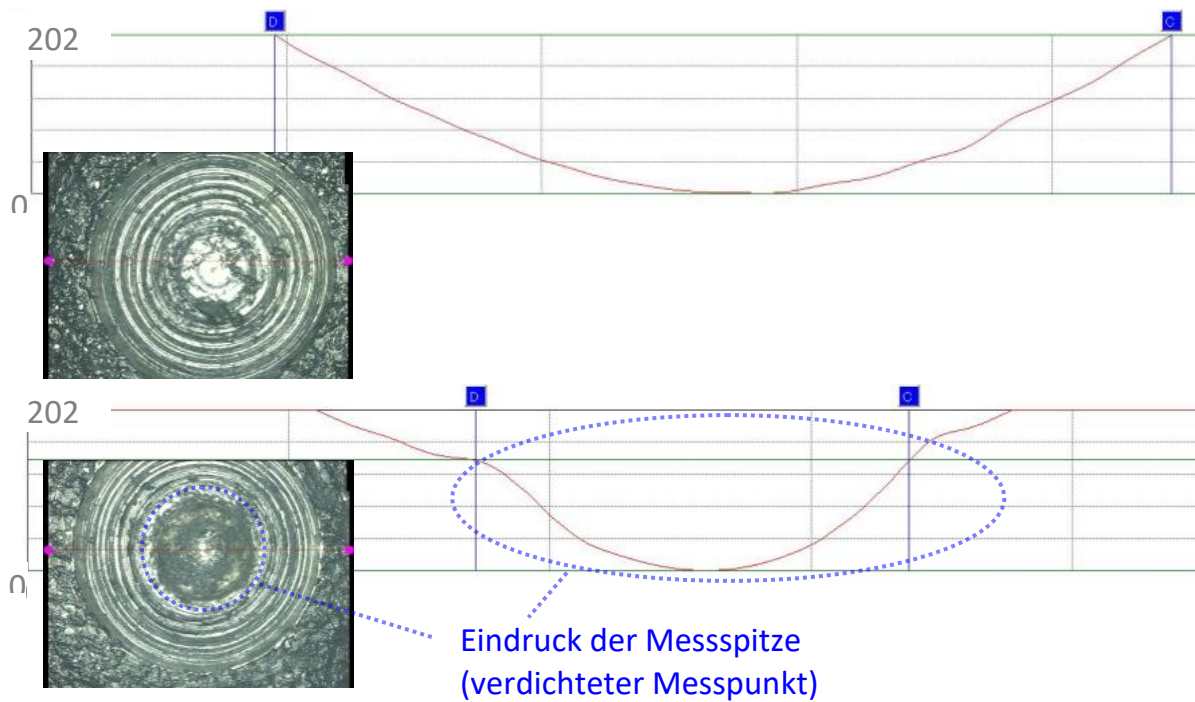 D
C
202
0
D
C
202
0
Eindruck der Messspitze
(verdichteter Messpunkt)